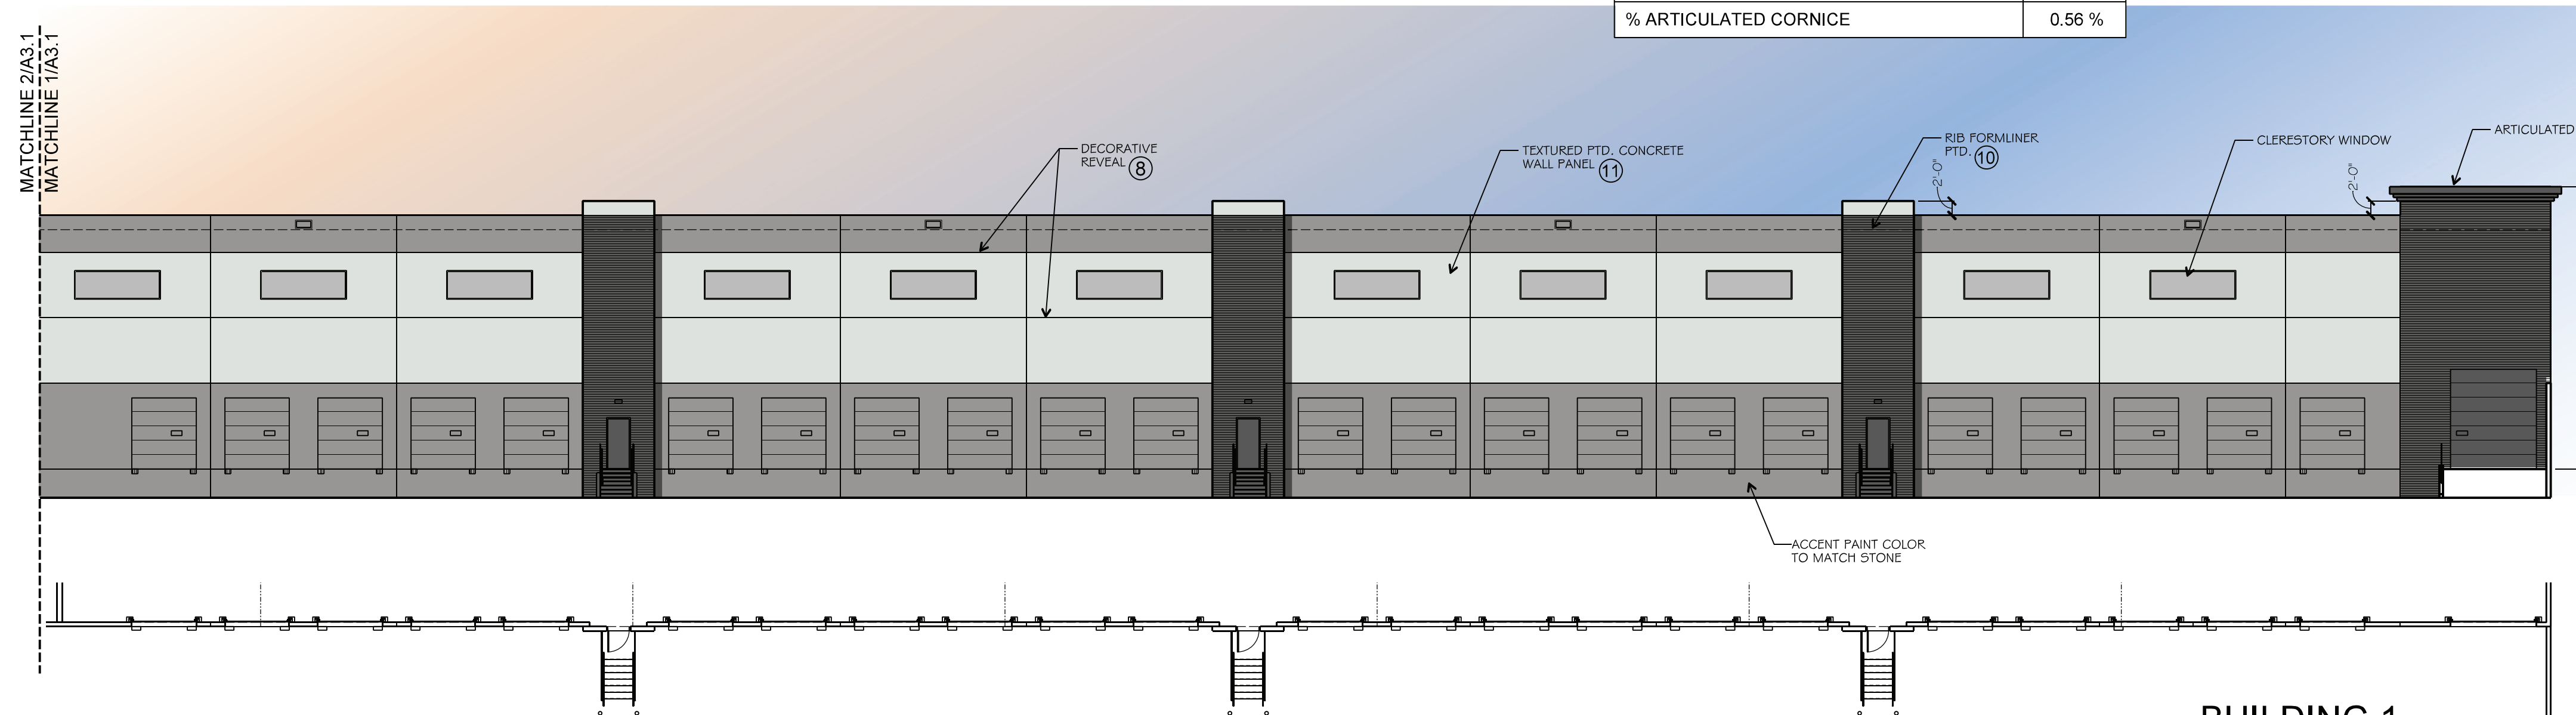 % ARTICULATED CORNICE 0.56 %
MATCHLINE 2/A3.1
MATCHLINE 1/A3.1
DECORATIVE
REVEAL 8
TEXTURED PTD. CONCRETE
WALL PANEL 11
RIB FORMLINER
PTD. 10
2'-0"
CLERESTORY WINDOW
2'-0"
ARTICULATED
ACCENT PAINT COLOR
TO MATCH STONE
BUILDING 1